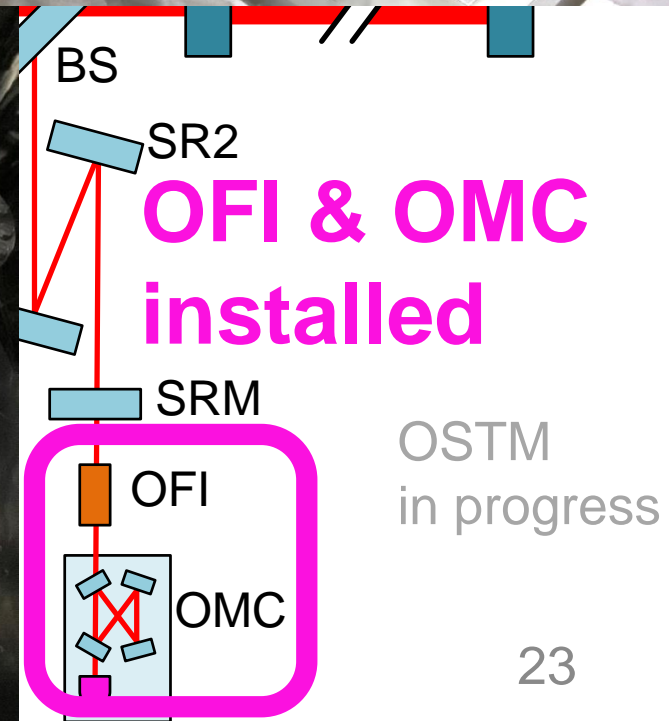 BS
SR2
OFI & OMC
installed
SRM
OSTM
in progress
OFI
OMC
23